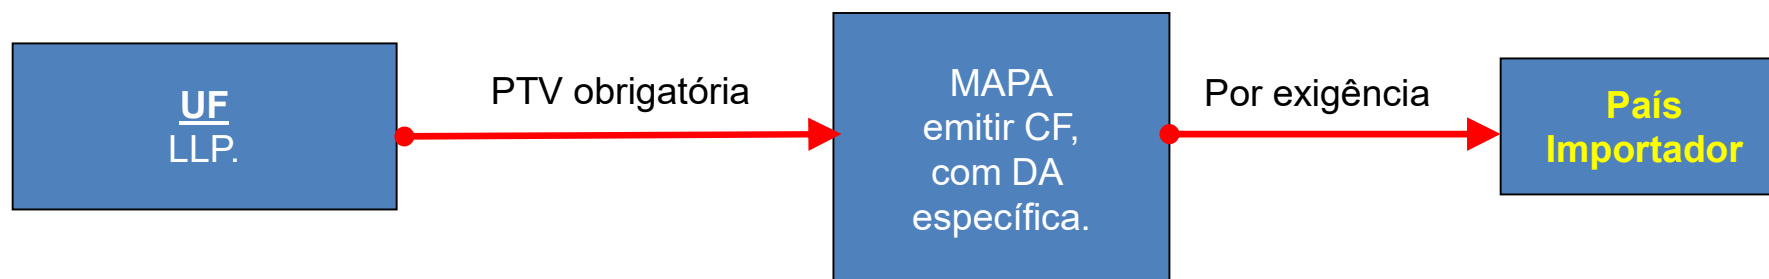 UF
LLP.
PTV obrigatória
MAPA
emitir CF,
com DA
específica.
Por exigência
País
Importador